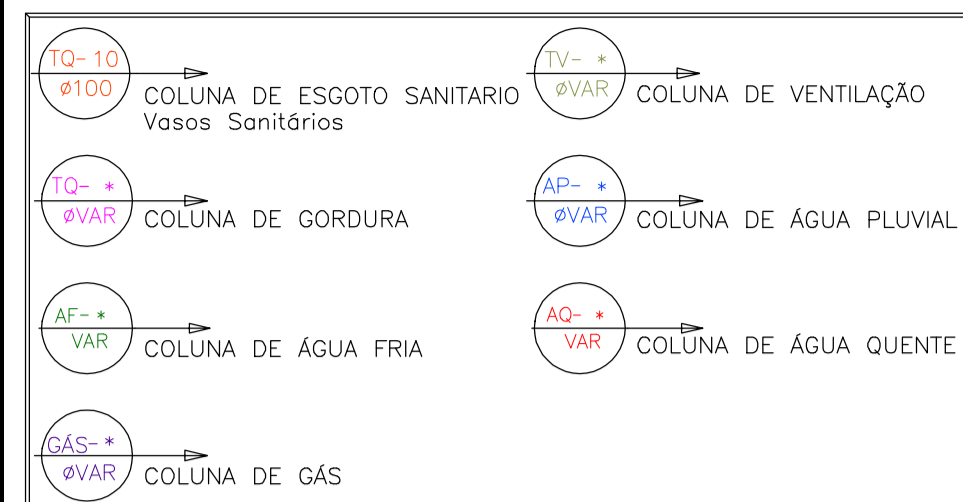 TQ- 10
ø100
COLUNA DE ESGOTO SANITARIO
Vasos Sanitários
TV- *
øVAR
COLUNA DE VENTILAÇÃO
TQ- *
øVAR
COLUNA DE GORDURA
AP- *
øVAR
COLUNA DE ÁGUA PLUVIAL
AF- *
VAR
COLUNA DE ÁGUA FRIA
AQ- *
VAR
COLUNA DE ÁGUA QUENTE
GÁS- *
øVAR
COLUNA DE GÁS